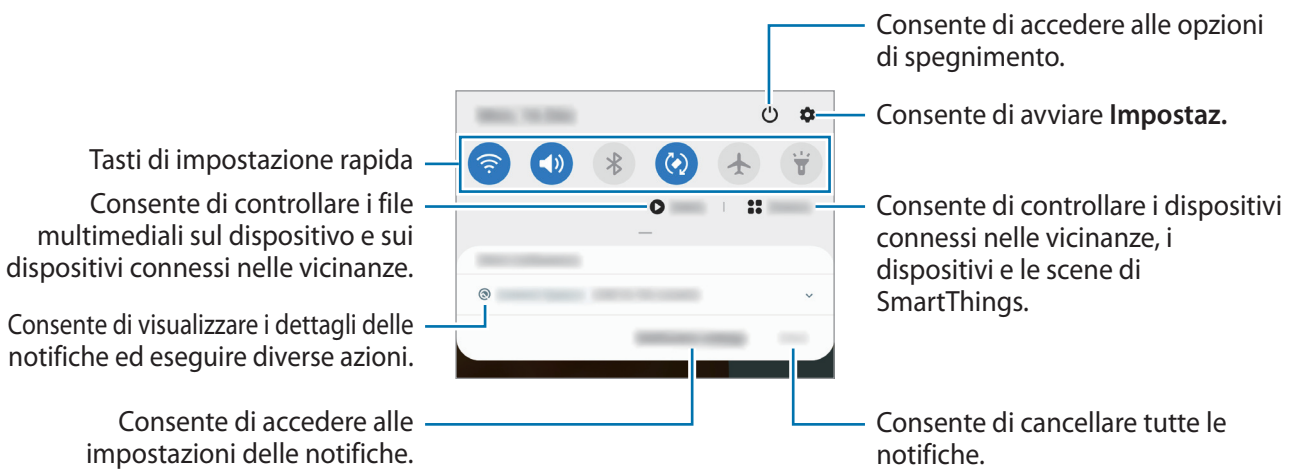 Consente di accedere alle opzioni
di spegnimento.
Consente di avviare Impostaz.
Tasti di impostazione rapida
Consente di controllare i file
multimediali sul dispositivo e sui
dispositivi connessi nelle vicinanze.
Consente di controllare i dispositivi
connessi nelle vicinanze, i
dispositivi e le scene di
SmartThings.
Consente di visualizzare i dettagli delle
notifiche ed eseguire diverse azioni.
Consente di accedere alle
impostazioni delle notifiche.
Consente di cancellare tutte le
notifiche.